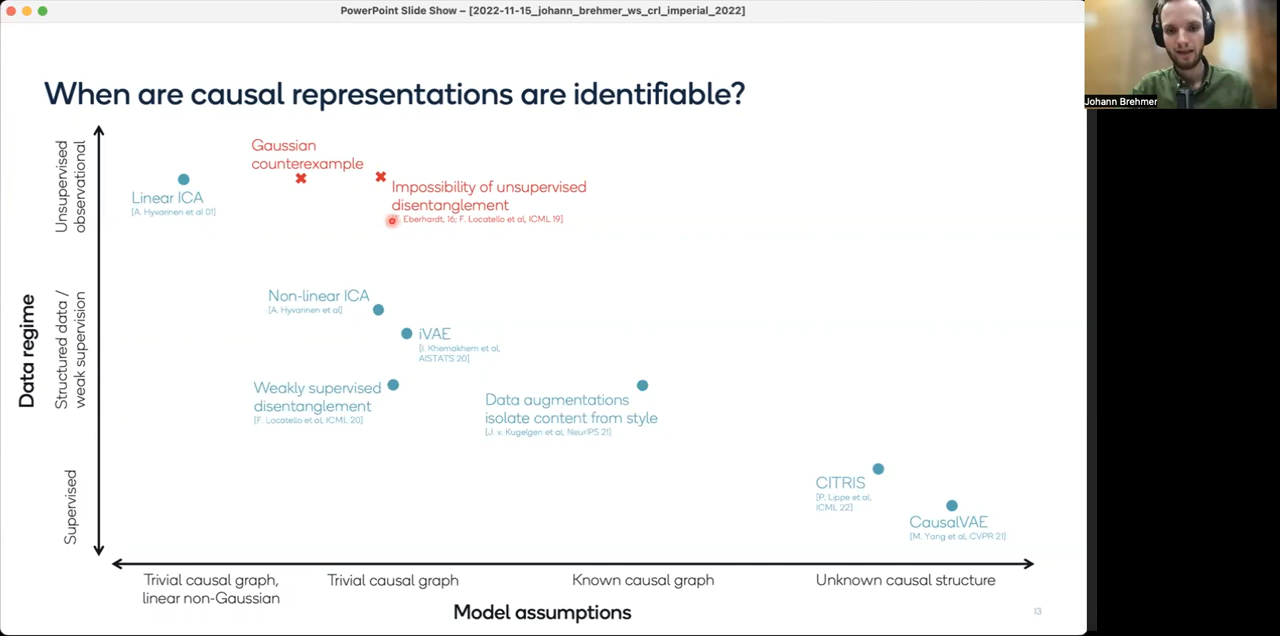 PowerPoint Slide Show – [2022-11-15_johann_brehmer_ws_crl_imperial_2022]
Johann Brehmer
When are causal representations are identifiable?
Data regime
Unsupervised
observational
Structured data /
weak supervision
Supervised
Linear ICA
[A. Hyvarinen et al 01]
Gaussian
counterexample
Impossibility of unsupervised
disentanglement
Eberhardt, 16; F. Locatello et al, ICML 19]
Non-linear ICA
[A. Hyvarinen et al]
iVAE
[I. Khemakhem et al,
AISTATS 20]
Weakly supervised
disentanglement
[F. Locatello et al, ICML 20]
Data augmentations
isolate content from style
[J. v. Kugelgen et al, NeurIPS 21]
CITRIS
[P. Lippe et al,
ICML 22]
CausalVAE
[M. Yang et al, CVPR 21]
Trivial causal graph,
linear non-Gaussian
Trivial causal graph
Known causal graph
Unknown causal structure
Model assumptions
13